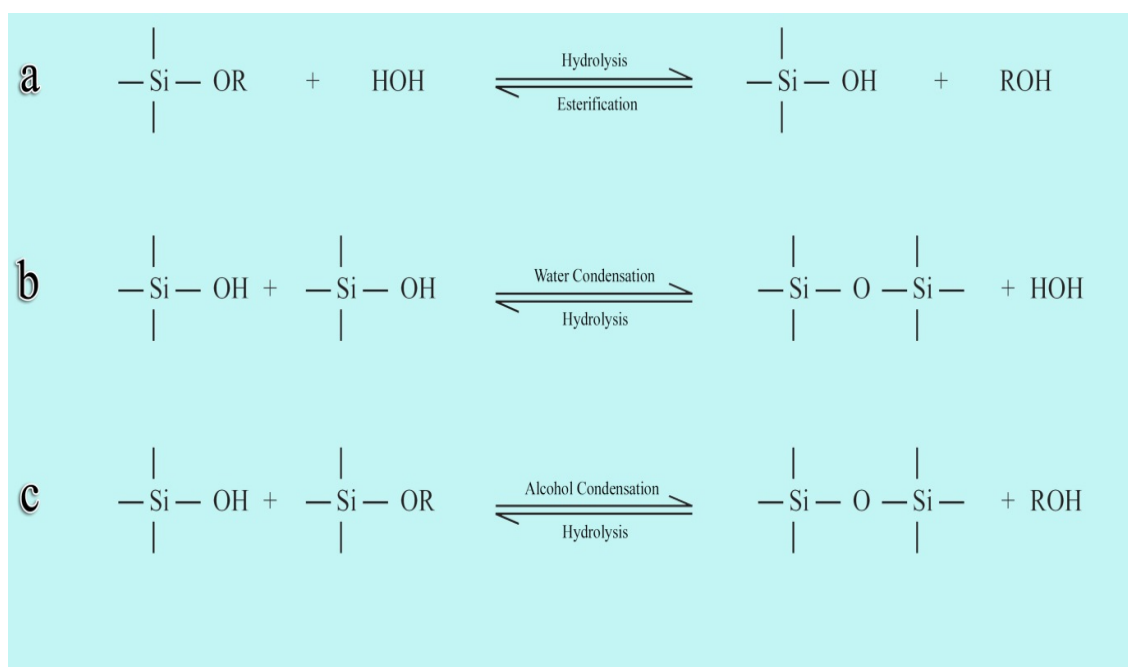 a
Hydrolysis
— Si — OR + HOH — Si — OH + ROH
Esterification
b
Water Condensation
— Si — OH + — Si — OH — Si — O — Si — + HOH
Hydrolysis
c
Alcohol Condensation
— Si — OH + — Si — OR — Si — O — Si — + ROH
Hydrolysis